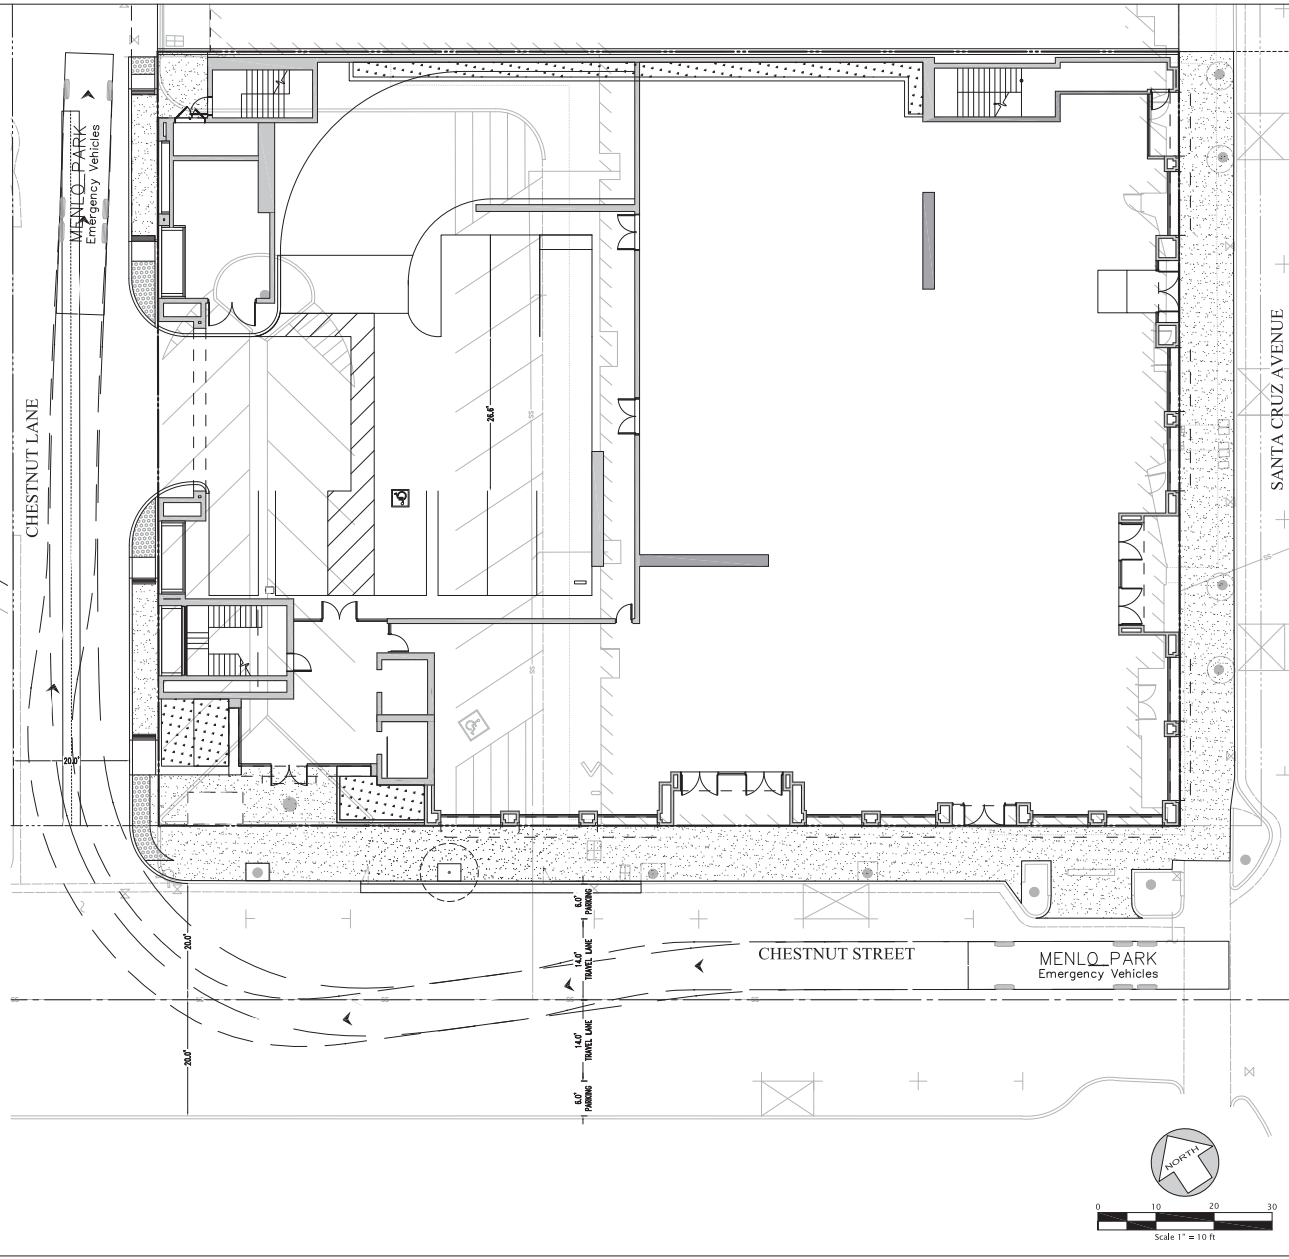 MENLO PARK
Emergency Vehicles
CHESTNUT LANE
SANTA CRUZ AVENUE
26.6'
20.0'
20.0'
6.0'
PARKING
14.0'
TRAVEL LANE
CHESTNUT STREET
MENLO PARK
Emergency Vehicles
20.0'
14.0'
TRAVEL LANE
6.0'
PARKING
NORTH
0 10 20 30
Scale 1" = 10 ft